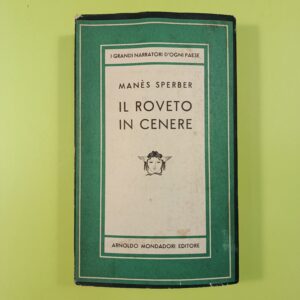 I GRANDI NARRATORI D'OGNI PAESE
MANÈS SPERBER
IL ROVETO
IN CENERE
ARNOLDO MONDADORI EDITORE